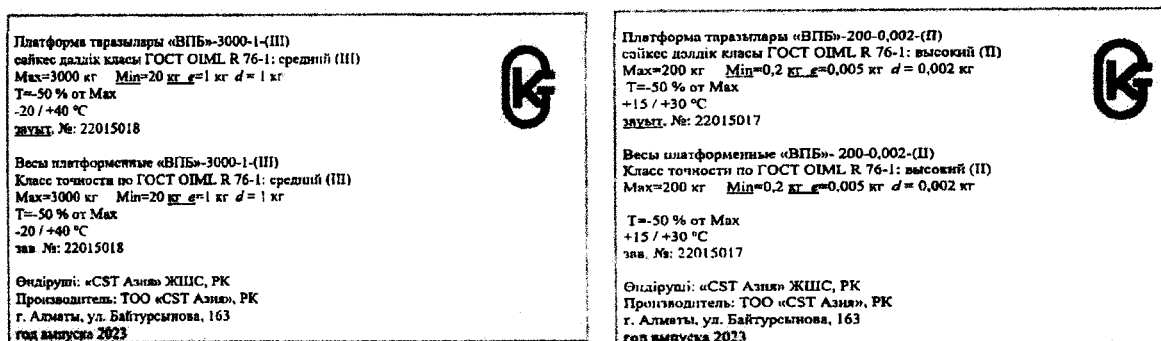 Платформа таразылары «ВПБ»-3000-1-(III)
сәйкес дәлдік класы ГОСТ OIML R 76-1: средний (III)
Max=3000 кг Min=20 кг e=1 кг d = 1 кг
T=-50 % от Max
-20 / +40 °C
зауыт. №: 22015018
Весы платформенные «ВПБ»-3000-1-(III)
Класс точности по ГОСТ OIML R 76-1: средний (III)
Max=3000 кг Min=20 кг e=1 кг d = 1 кг
T=-50 % от Max
-20 / +40 °C
зав. №: 22015018
Өндіруші: «CST Азия» ЖШС, РК
Производитель: ТОО «CST Азия», РК
г. Алматы, ул. Байтурсынова, 163
год выпуска 2023
Платформа таразылары «ВПБ»-200-0,002-(II)
сәйкес дәлдік класы ГОСТ OIML R 76-1: высокий (II)
Max=200 кг Min=0,2 кг e=0,005 кг d = 0,002 кг
T=-50 % от Max
+15 / +30 °C
зауыт. №: 22015017
Весы платформенные «ВПБ»- 200-0,002-(II)
Класс точности по ГОСТ OIML R 76-1: высокий (II)
Max=200 кг Min=0,2 кг e=0,005 кг d = 0,002 кг
T=-50 % от Max
+15 / +30 °C
зав. №: 22015017
Өндіруші: «CST Азия» ЖШС, РК
Производитель: ТОО «CST Азия», РК
г. Алматы, ул. Байтурсынова, 163
год выпуска 2023